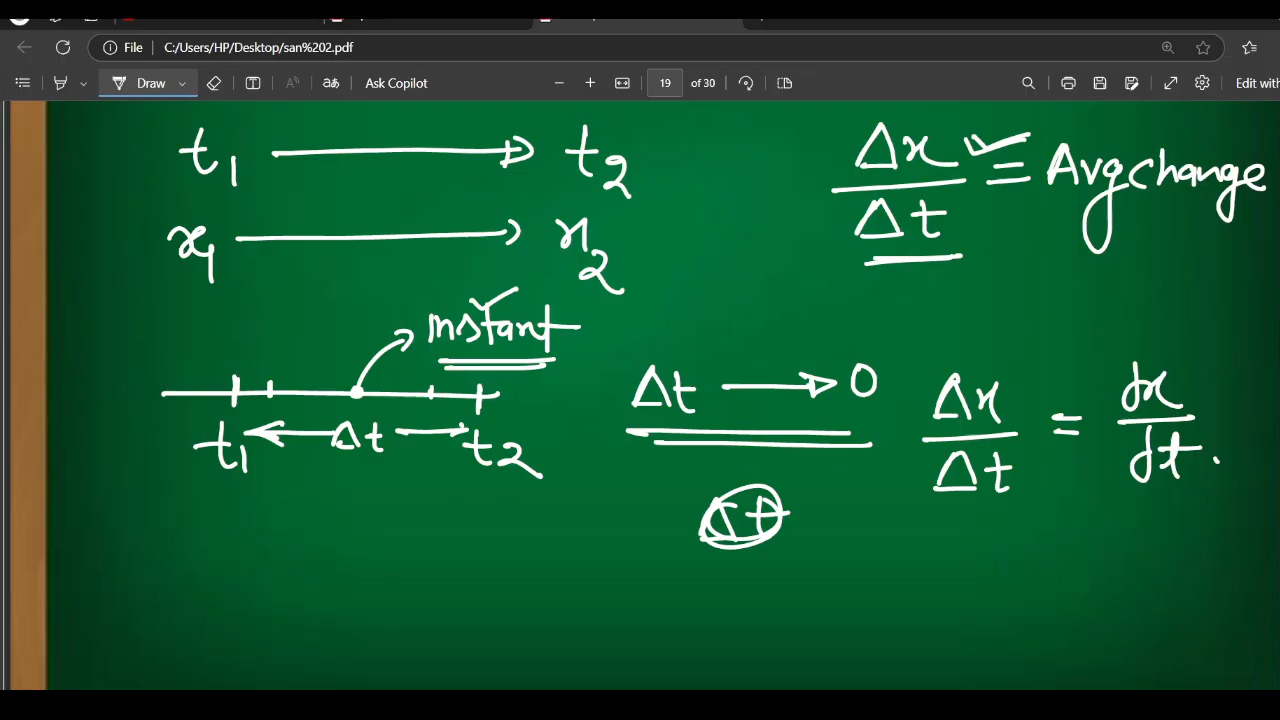 File | C:/Users/HP/Desktop/san%202.pdf
Draw Ask Copilot 19 of 30 Edit with
t₁ → t₂
x₁ → x₂
Δx/Δt = Avg change
instant
t₁ ← Δt → t₂
Δt → 0
Δx/Δt = dx/dt.
Δt